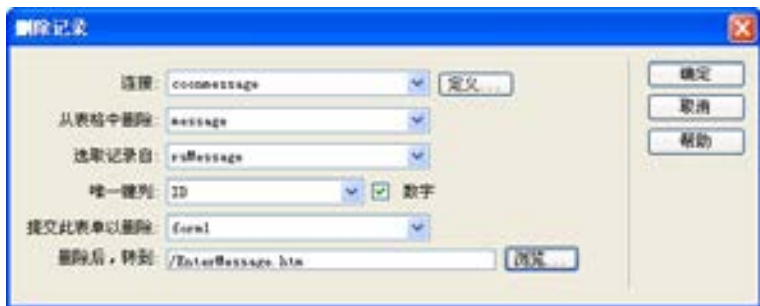 删除记录
连接: coonmessage 定义...
从表格中删除: message
选取记录自: rsMessage
唯一键列: ID 数字
提交此表单以删除: form1
删除后，转到: /EnterMessage.htm 浏览...
确定
取消
帮助